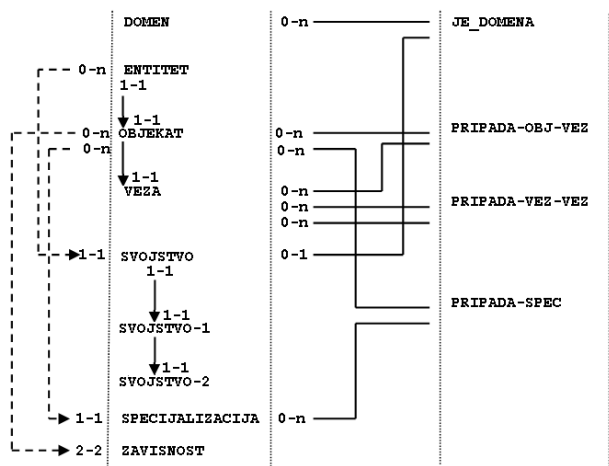 DOMEN 0-n JE_DOMENA
0-n ENTITET
1-1
1-1
0-n OBJEKAT 0-n PRIPADA-OBJ-VEZ
0-n 0-n
1-1
VEZA 0-n
0-n PRIPADA-VEZ-VEZ
0-n
1-1 SVOJSTVO 0-1
1-1
PRIPADA-SPEC
1-1
SVOJSTVO-1
1-1
SVOJSTVO-2
1-1 SPECIJALIZACIJA 0-n
2-2 ZAVISNOST